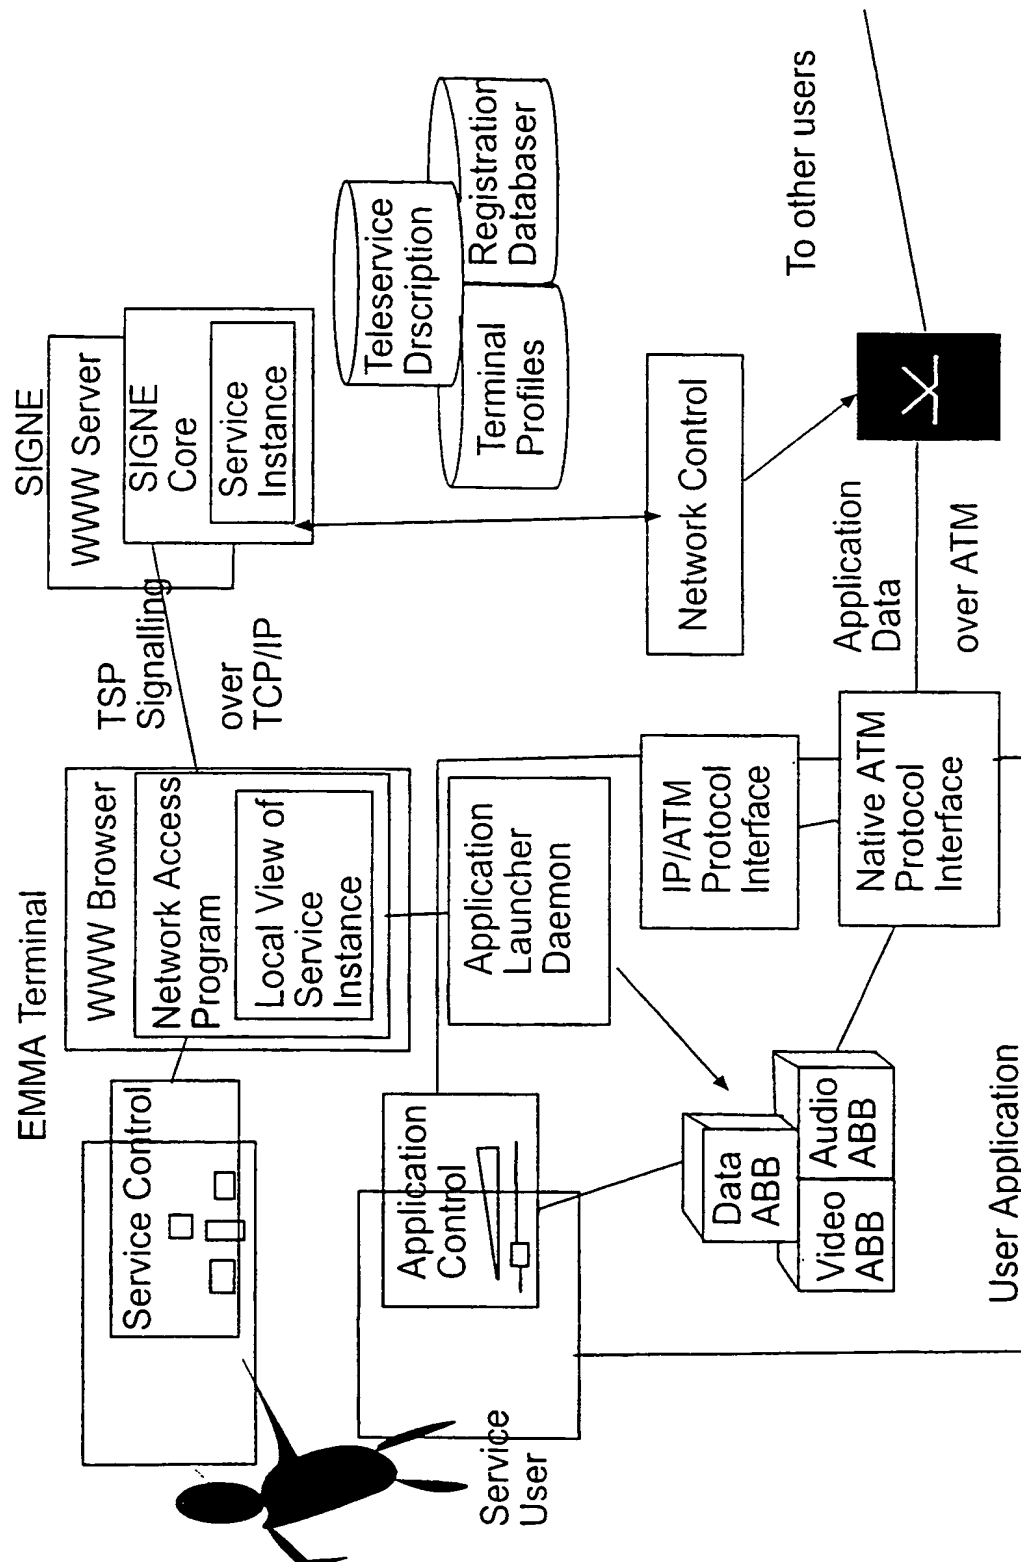 EMMA Terminal
SIGNE
Service Control
WWW Browser
Network Access
Program
Local View of
Service
Instance
TSP
Signalling
over
TCP/IP
WWW Server
SIGNE
Core
Service
Instance
Application
Control
Application
Launcher
Daemon
Teleservice
Drscription
Terminal
Profiles
Registration
Databaser
Service
User
Data
ABB
Video
ABB
Audio
ABB
IP/ATM
Protocol
Interface
Native ATM
Protocol
Interface
Network Control
Application
Data
over ATM
To other users
User Application